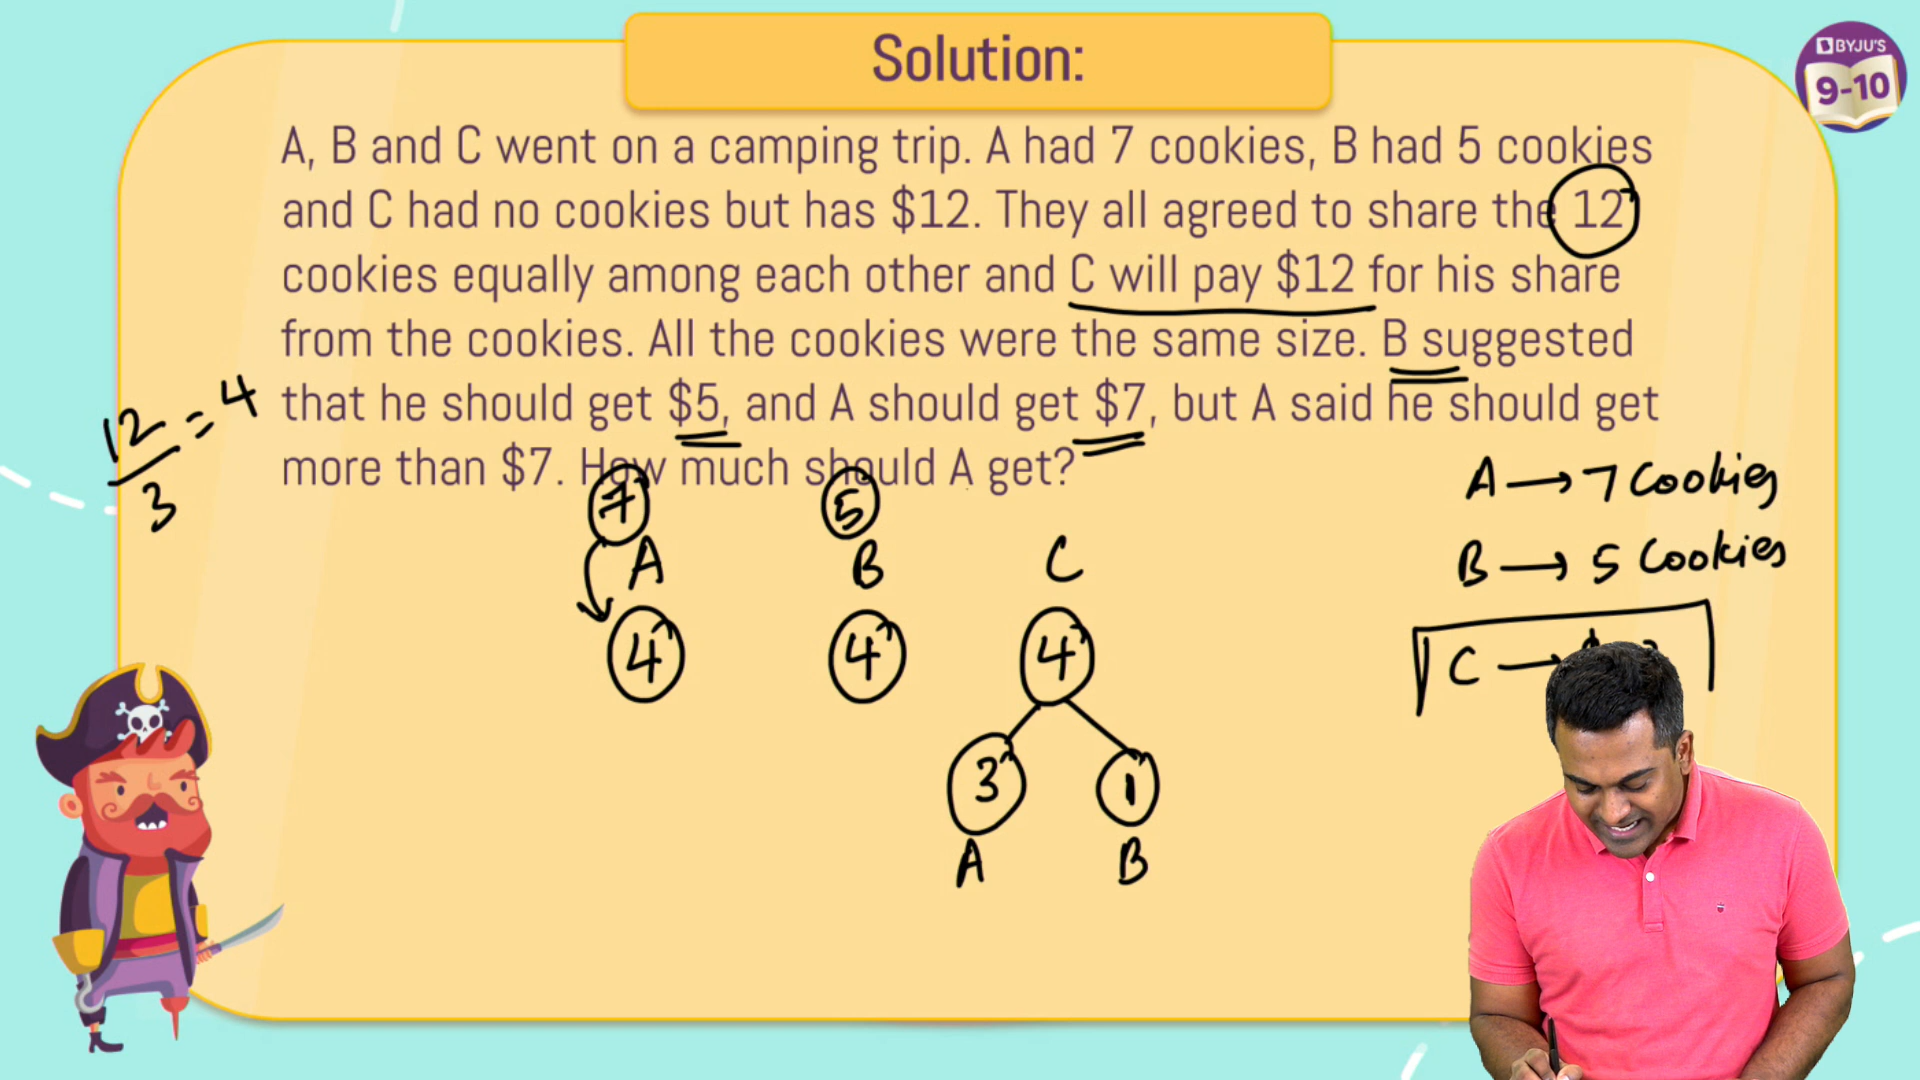 Solution:
BYJU'S
9-10
A, B and C went on a camping trip. A had 7 cookies, B had 5 cookies
and C had no cookies but has $12. They all agreed to share the 12
cookies equally among each other and C will pay $12 for his share
from the cookies. All the cookies were the same size. B suggested
that he should get $5, and A should get $7, but A said he should get
more than $7. How much should A get?
12/3 = 4
7 5
A B C
4 4 4
3 1
A B
A → 7 Cookies
B → 5 Cookies
C →